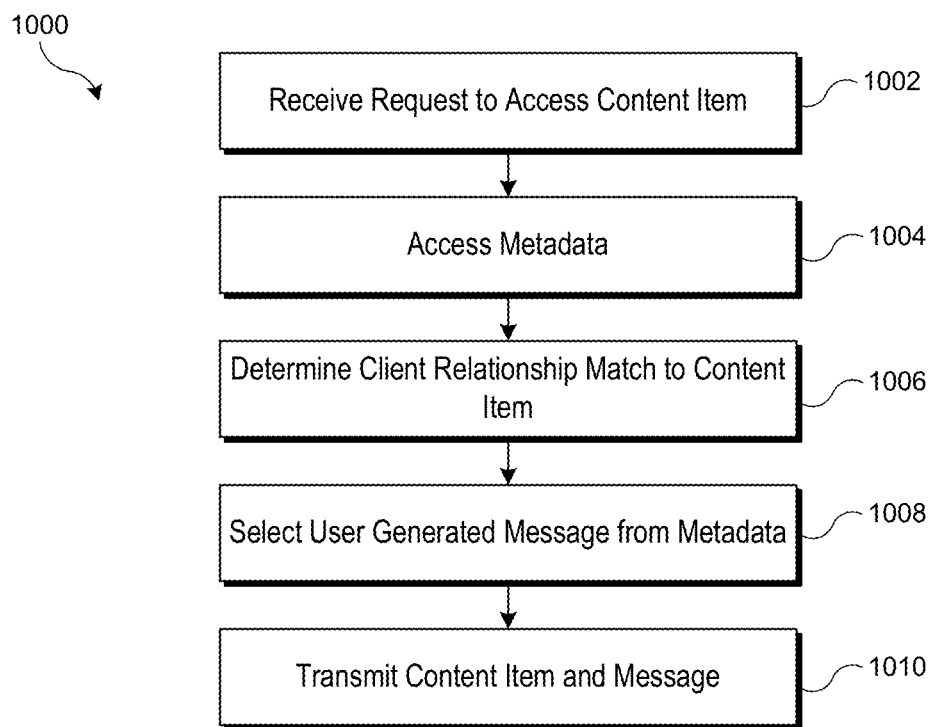 1000
Receive Request to Access Content Item
1002
Access Metadata
1004
Determine Client Relationship Match to Content
Item
1006
Select User Generated Message from Metadata
1008
Transmit Content Item and Message
1010